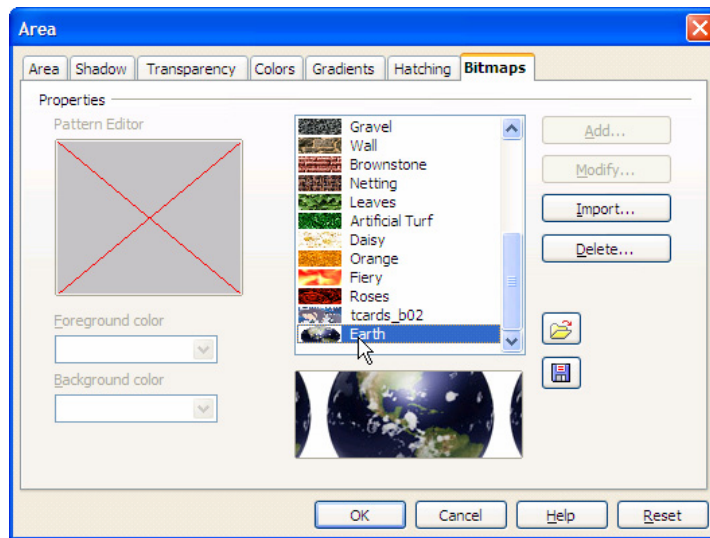 Area
Area Shadow Transparency Colors Gradients Hatching Bitmaps
Properties
Pattern Editor
Foreground color
Background color
Gravel
Wall
Brownstone
Netting
Leaves
Artificial Turf
Daisy
Orange
Fiery
Roses
tcards_b02
Earth
Add...
Modify...
Import...
Delete...
OK Cancel Help Reset